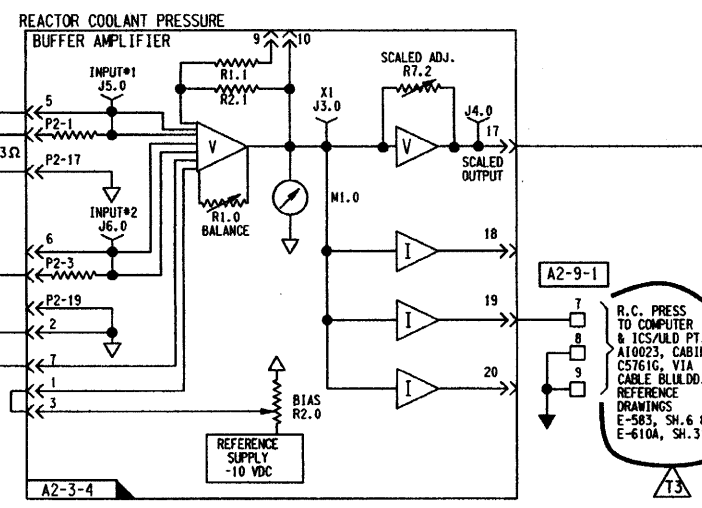 REACTOR COOLANT PRESSURE
BUFFER AMPLIFIER
9 10
R1.1
R2.1
INPUT#1
J5.0
5
P2-1
3Ω
P2-17
V
R1.0
BALANCE
M1.0
X1
J3.0
SCALED ADJ.
R7.2
V
J4.0
17
SCALED
OUTPUT
INPUT#2
J6.0
6
P2-3
P2-19
2
7
1
3
BIAS
R2.0
REFERENCE
SUPPLY
-10 VDC
I
18
I
19
I
20
A2-3-4
A2-9-1
7
8
9
R.C. PRESS
TO COMPUTER
& ICS/ULD PT.
AI0023, CABI
C5761G, VIA
CABLE BLULDD
REFERENCE
DRAWINGS
E-583, SH.6 &
E-610A, SH.3
T3